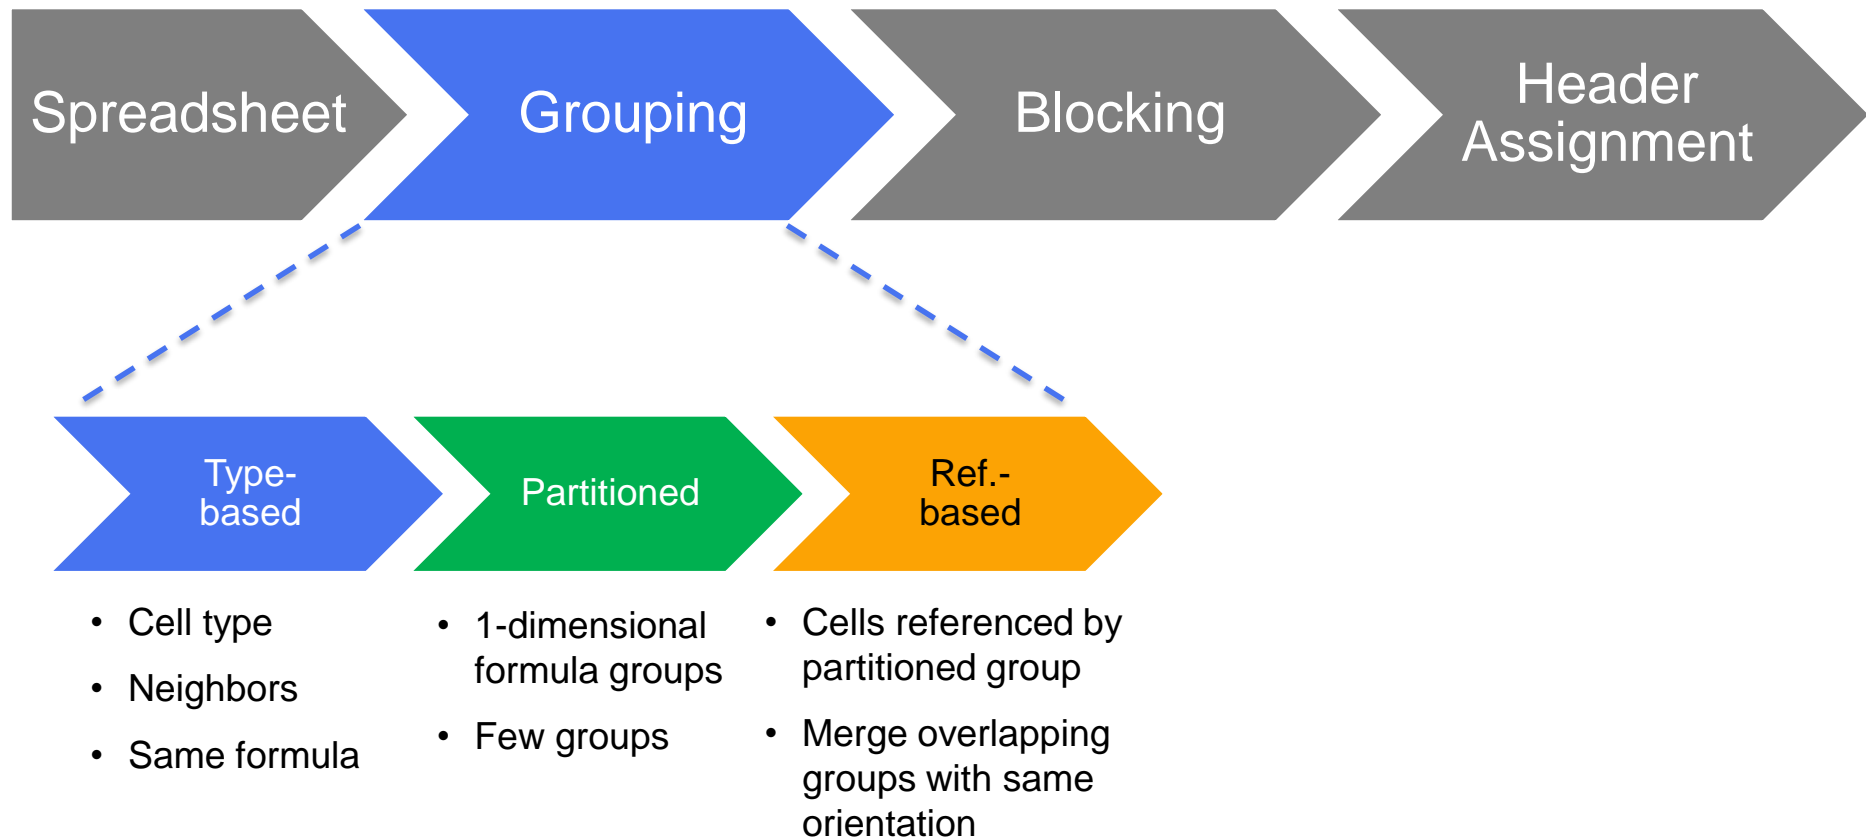 Spreadsheet
Grouping
Blocking
Header
Assignment
Type-
based
Partitioned
Ref.-
based
• Cell type
• Neighbors
• Same formula
• 1-dimensional
formula groups
• Few groups
• Cells referenced by
partitioned group
• Merge overlapping
groups with same
orientation